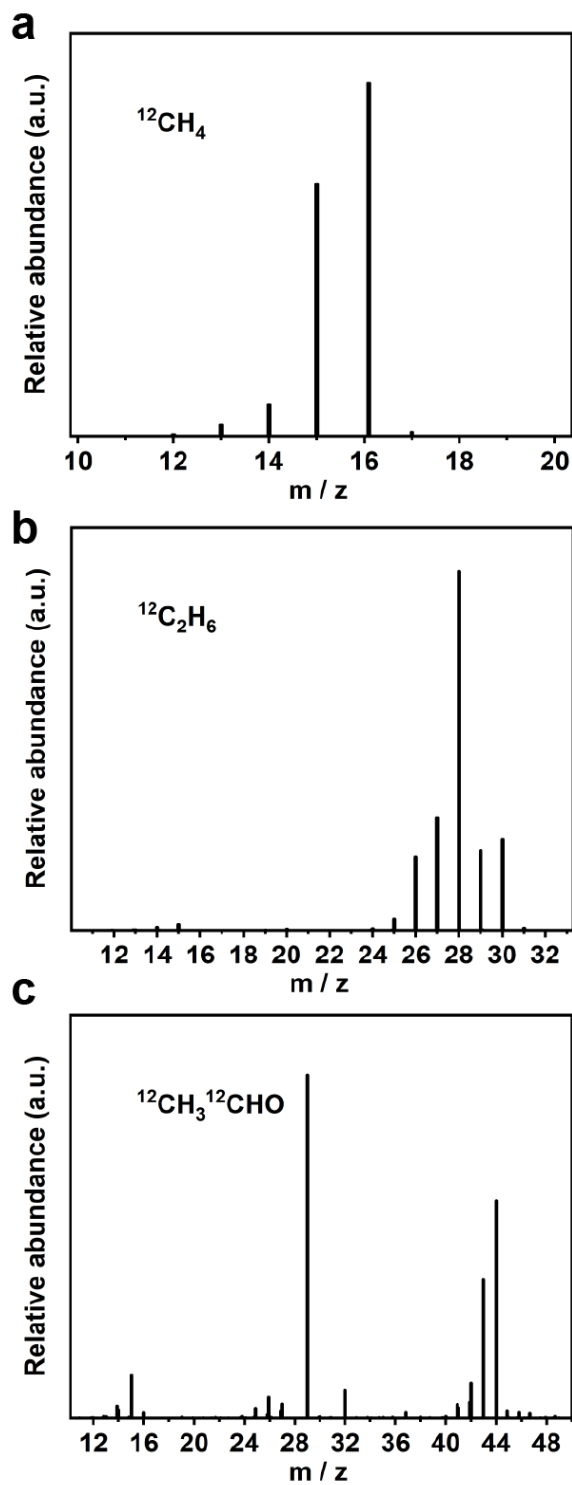 a
Relative abundance (a.u.)
¹²CH₄
10 12 14 16 18 20
m / z
b
Relative abundance (a.u.)
¹²C₂H₆
12 14 16 18 20 22 24 26 28 30 32
m / z
c
Relative abundance (a.u.)
¹²CH₃¹²CHO
12 16 20 24 28 32 36 40 44 48
m / z